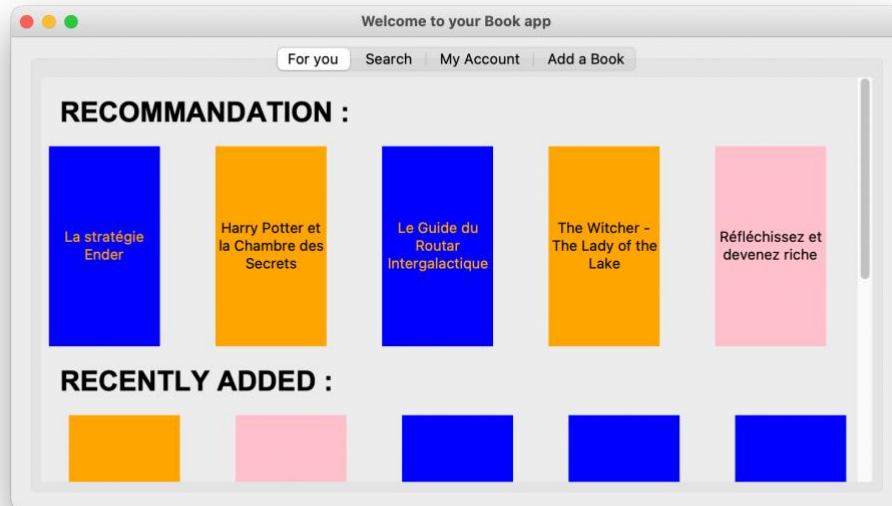 Welcome to your Book app
For you
Search
My Account
Add a Book
RECOMMANDATION :
La stratégie
Ender
Harry Potter et
la Chambre des
Secrets
Le Guide du
Routar
Intergalactique
The Witcher -
The Lady of the
Lake
Réfléchissez et
devenez riche
RECENTLY ADDED :